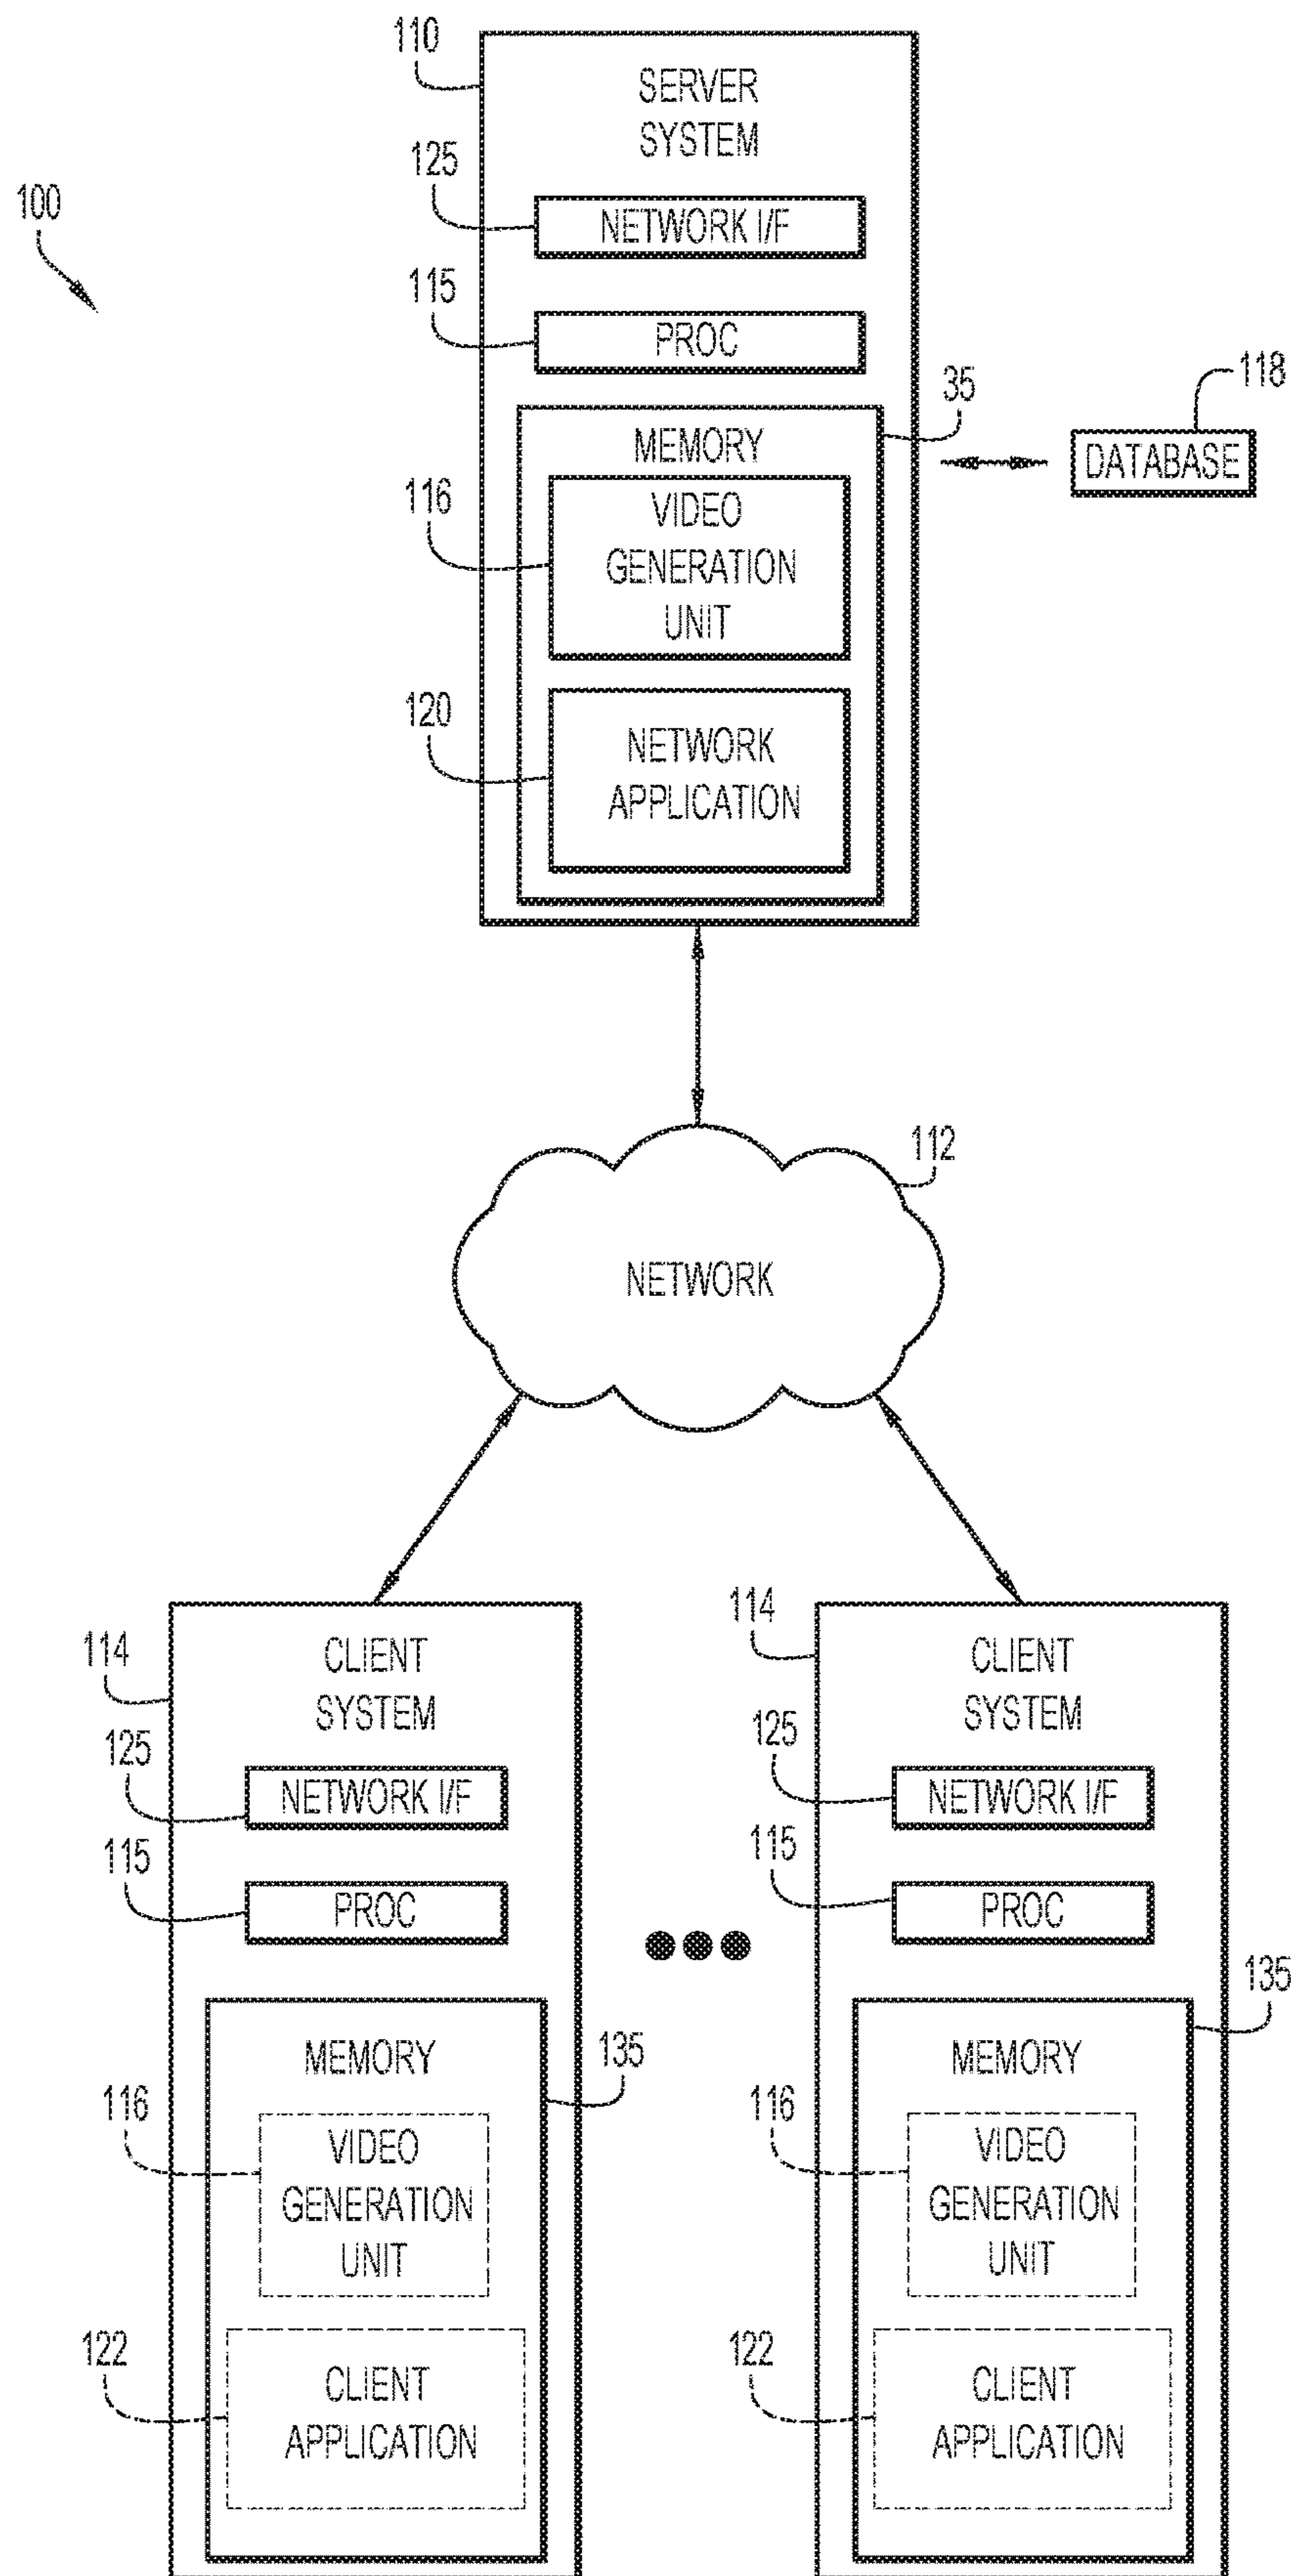 110
SERVER
SYSTEM
125
NETWORK I/F
100
115
PROC
35
118
MEMORY
DATABASE
116
VIDEO
GENERATION
UNIT
120
NETWORK
APPLICATION
112
NETWORK
114
CLIENT
SYSTEM
125
NETWORK I/F
115
PROC
MEMORY
135
116
VIDEO
GENERATION
UNIT
122
CLIENT
APPLICATION
114
CLIENT
SYSTEM
125
NETWORK I/F
115
PROC
135
MEMORY
116
VIDEO
GENERATION
UNIT
122
CLIENT
APPLICATION